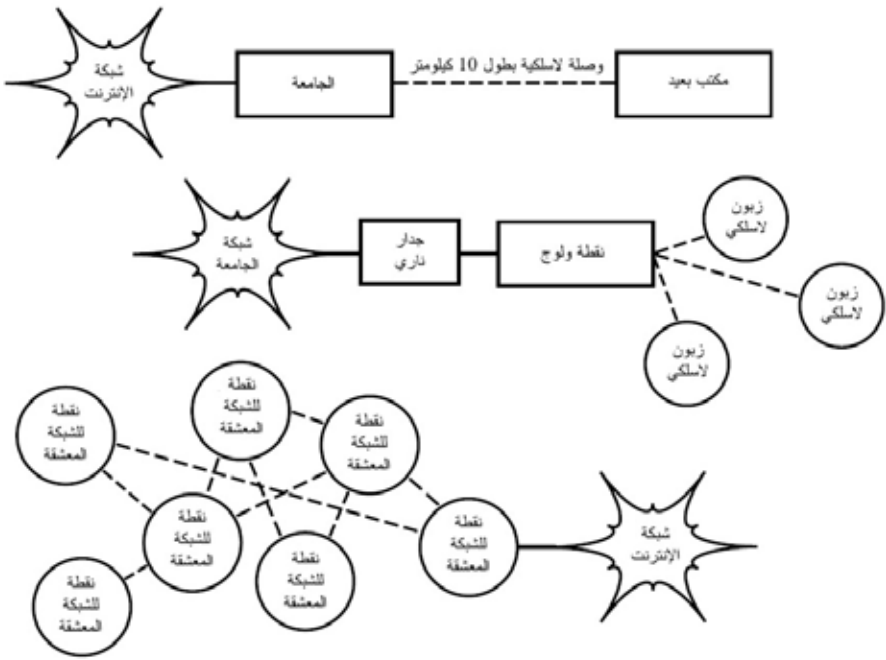 شبكة
الإنترنت
الجامعة
وصلة لاسلكية بطول 10 كيلومتر
مكتب بعيد
شبكة
الجامعة
جدار
ناري
نقطة ولوج
زبون
لاسلكي
زبون
لاسلكي
زبون
لاسلكي
نقطة
للشبكة
المعشقة
نقطة
للشبكة
المعشقة
نقطة
للشبكة
المعشقة
نقطة
للشبكة
المعشقة
نقطة
للشبكة
المعشقة
نقطة
للشبكة
المعشقة
نقطة
للشبكة
المعشقة
شبكة
الإنترنت